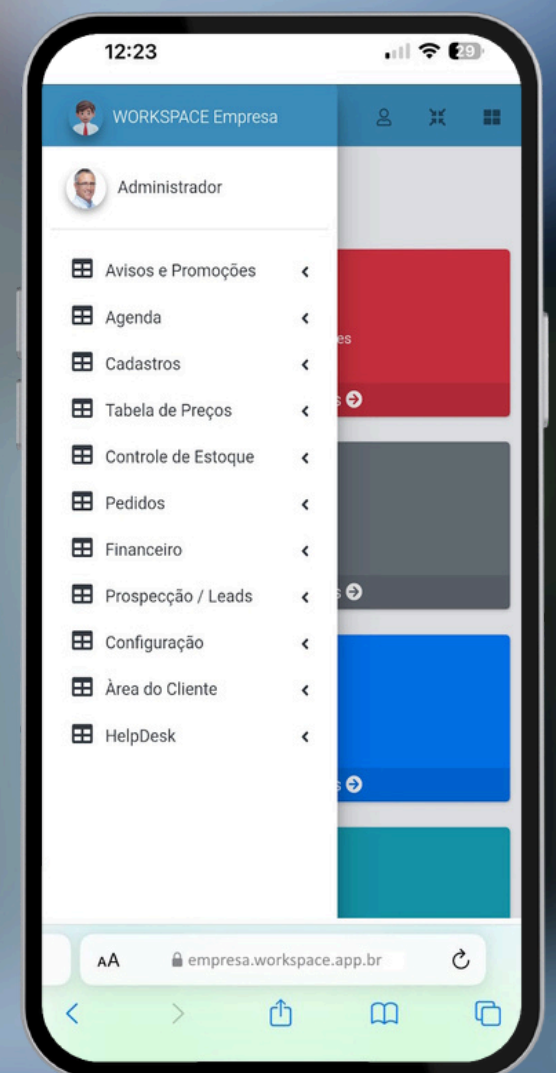 12:23
29
WORKSPACE Empresa
Administrador
Avisos e Promoções
Agenda
es
Cadastros
Tabela de Preços
s
Controle de Estoque
Pedidos
Financeiro
Prospecção / Leads
s
Configuração
Àrea do Cliente
HelpDesk
s
AA
empresa.workspace.app.br